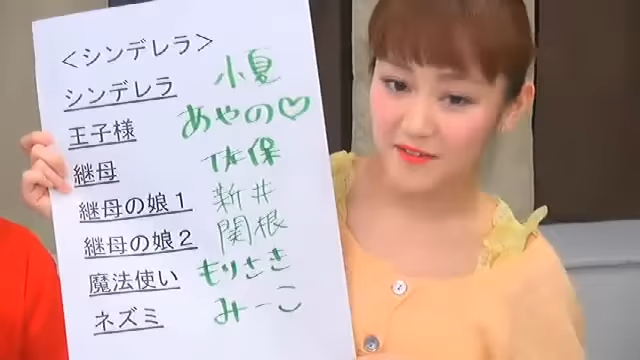 ＜シンデレラ＞
シンデレラ 小夏
王子様 あやの♡
継母 佐保
継母の娘１ 新井
継母の娘２ 関根
魔法使い もりさき
ネズミ みーこ